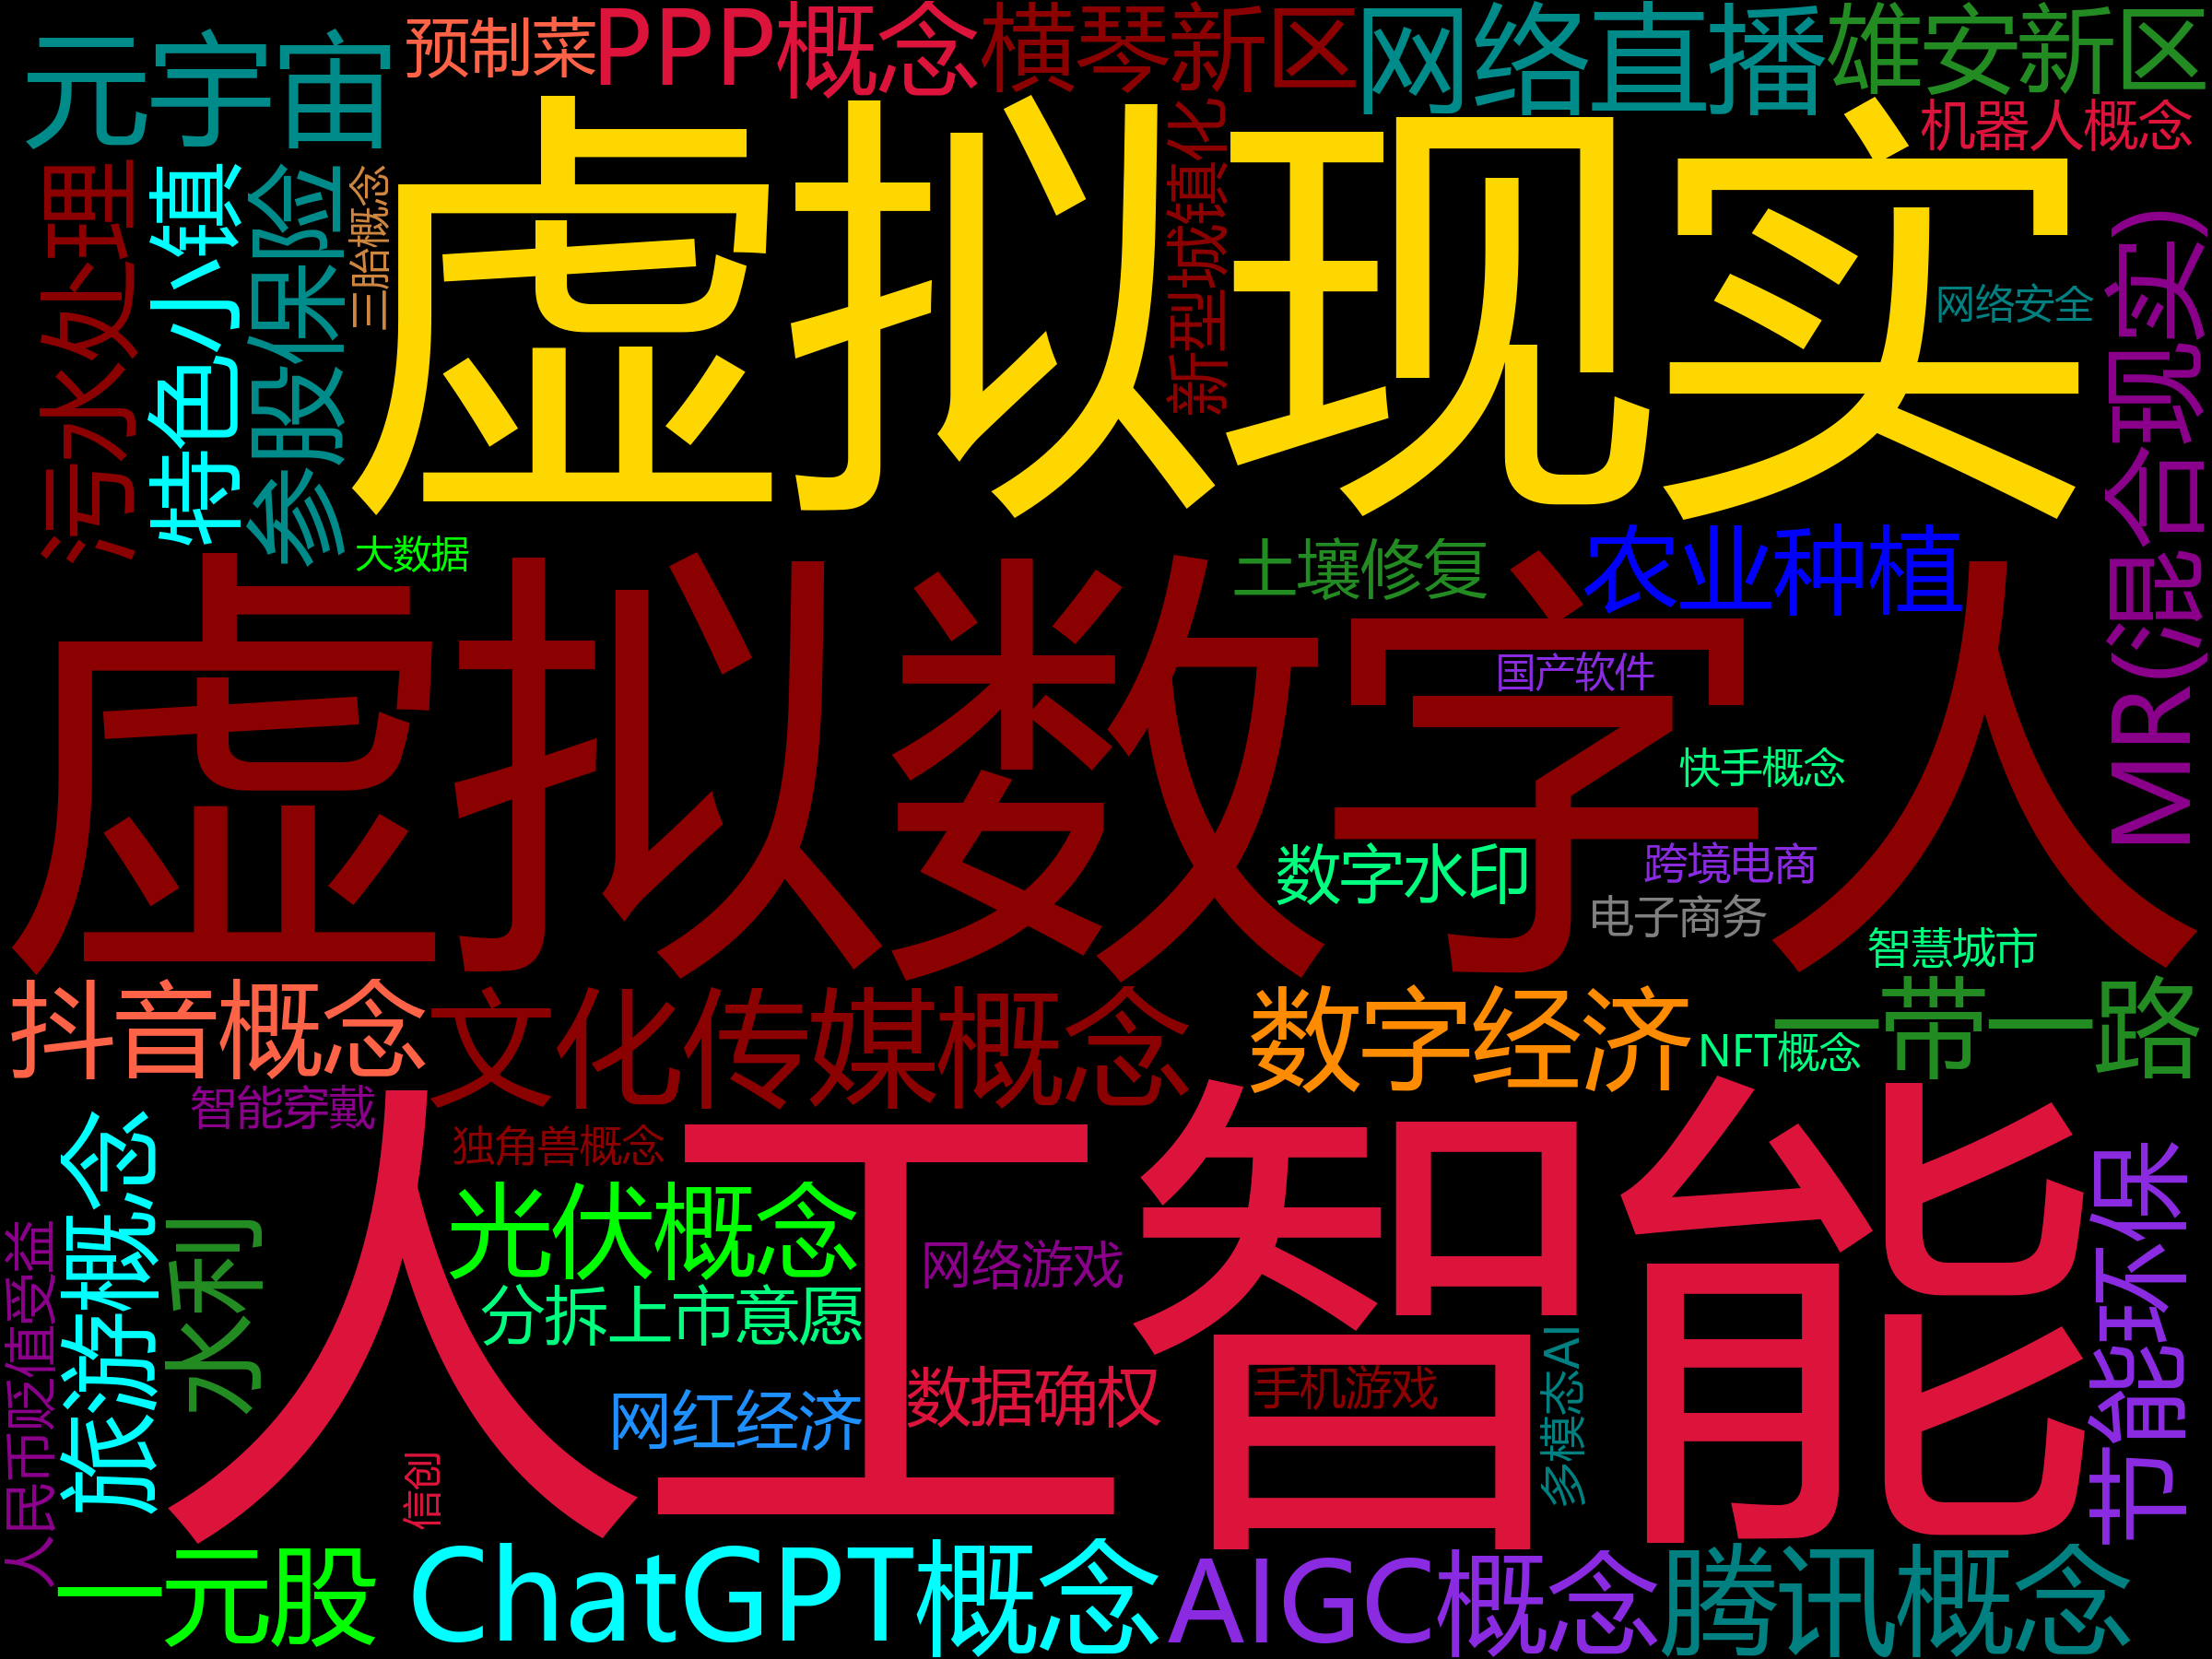 元宇宙
预制菜
PPP概念
横琴新区
网络直播
雄安新区
机器人概念
污水处理
特色小镇
参股保险
三胎概念
虚拟现实
新型城镇化
网络安全
MR(混合现实)
大数据
土壤修复
农业种植
虚拟数字人
国产软件
快手概念
数字水印
跨境电商
电子商务
智慧城市
抖音概念
文化传媒概念
数字经济
NFT概念
一带一路
智能穿戴
独角兽概念
人工智能
旅游概念
水利
人民币贬值受益
光伏概念
分拆上市意愿
网络游戏
网红经济
数据确权
手机游戏
多模态AI
节能环保
信创
一元股
ChatGPT概念
AIGC概念
腾讯概念